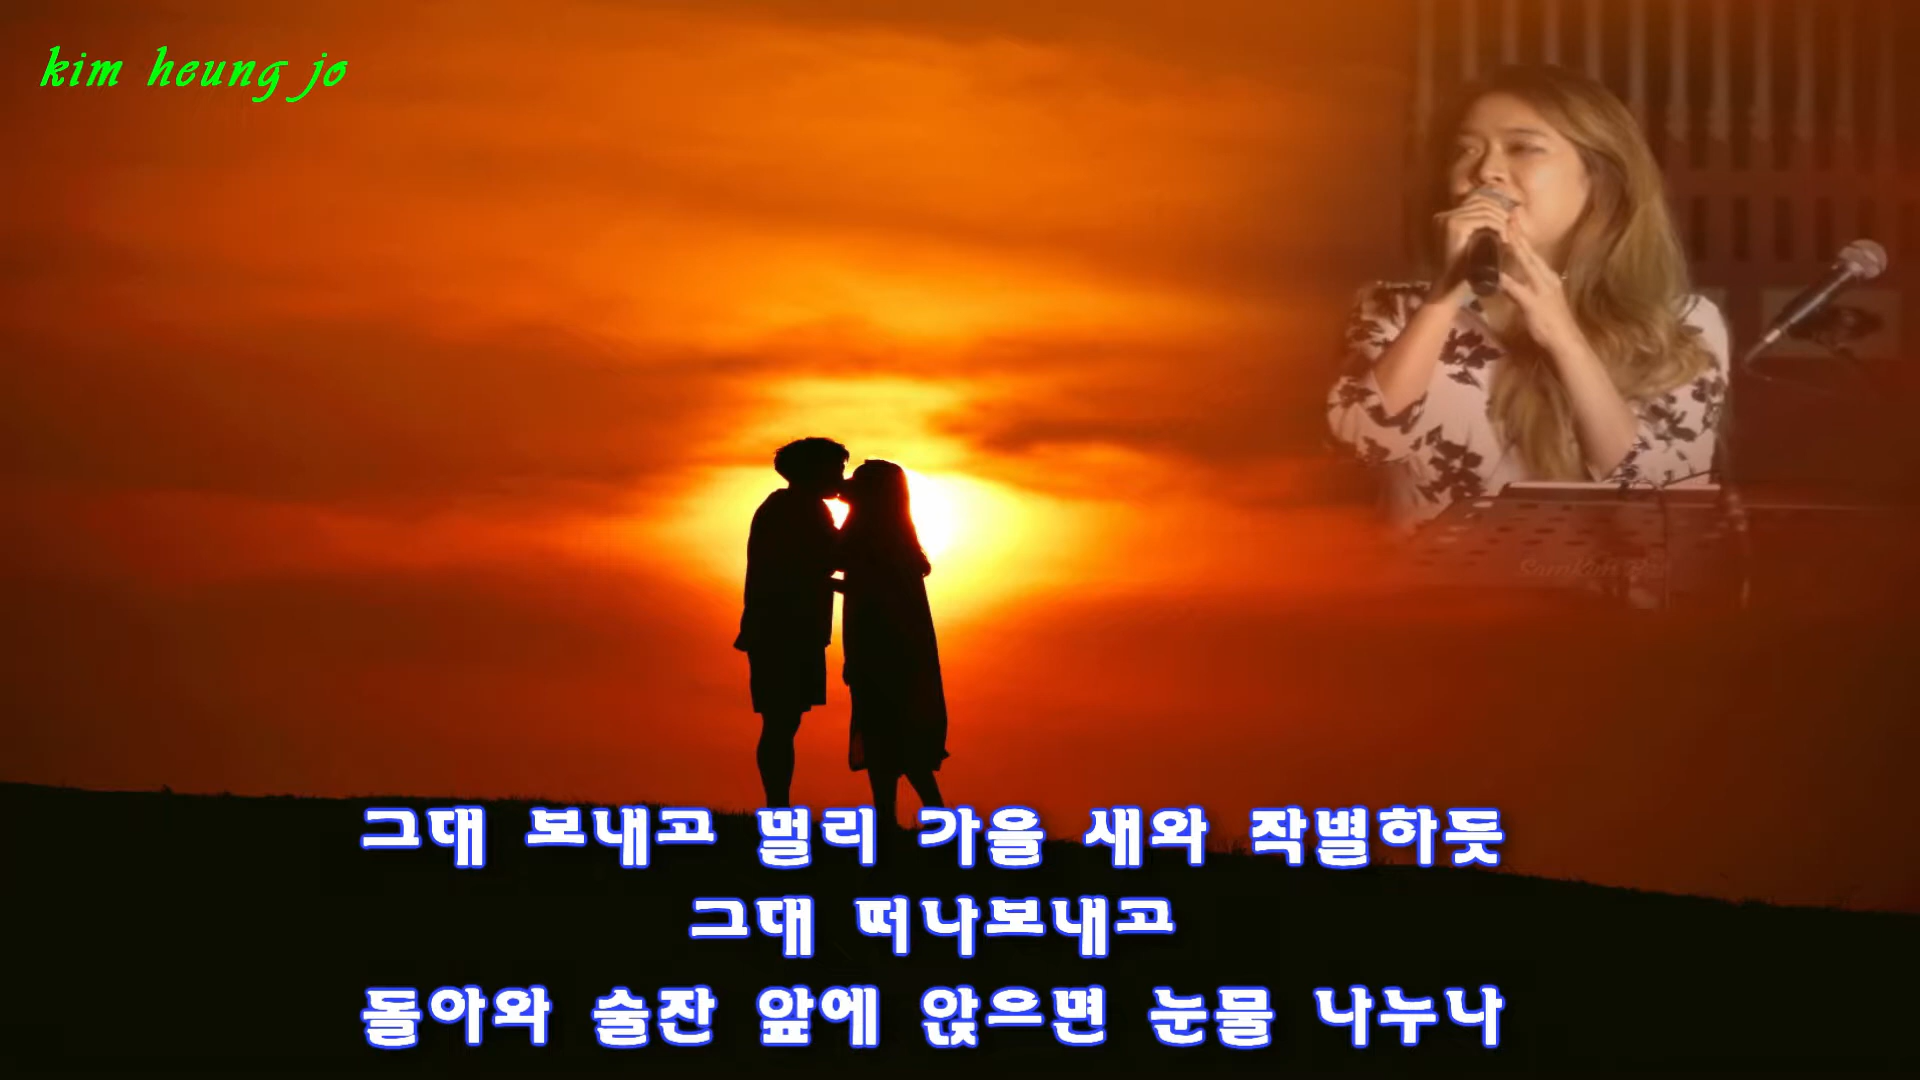 kim heung jo
그대 보내고 멀리 가을 새와 작별하듯
그대 떠나보내고
돌아와 술잔 앞에 앉으면 눈물 나누나